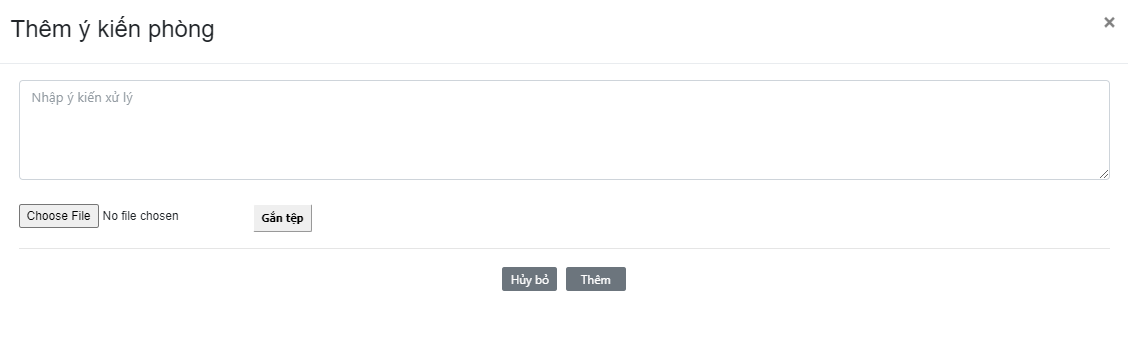 Thêm ý kiến phòng
×
Nhập ý kiến xử lý
Choose File No file chosen Gắn tệp
Hủy bỏ Thêm